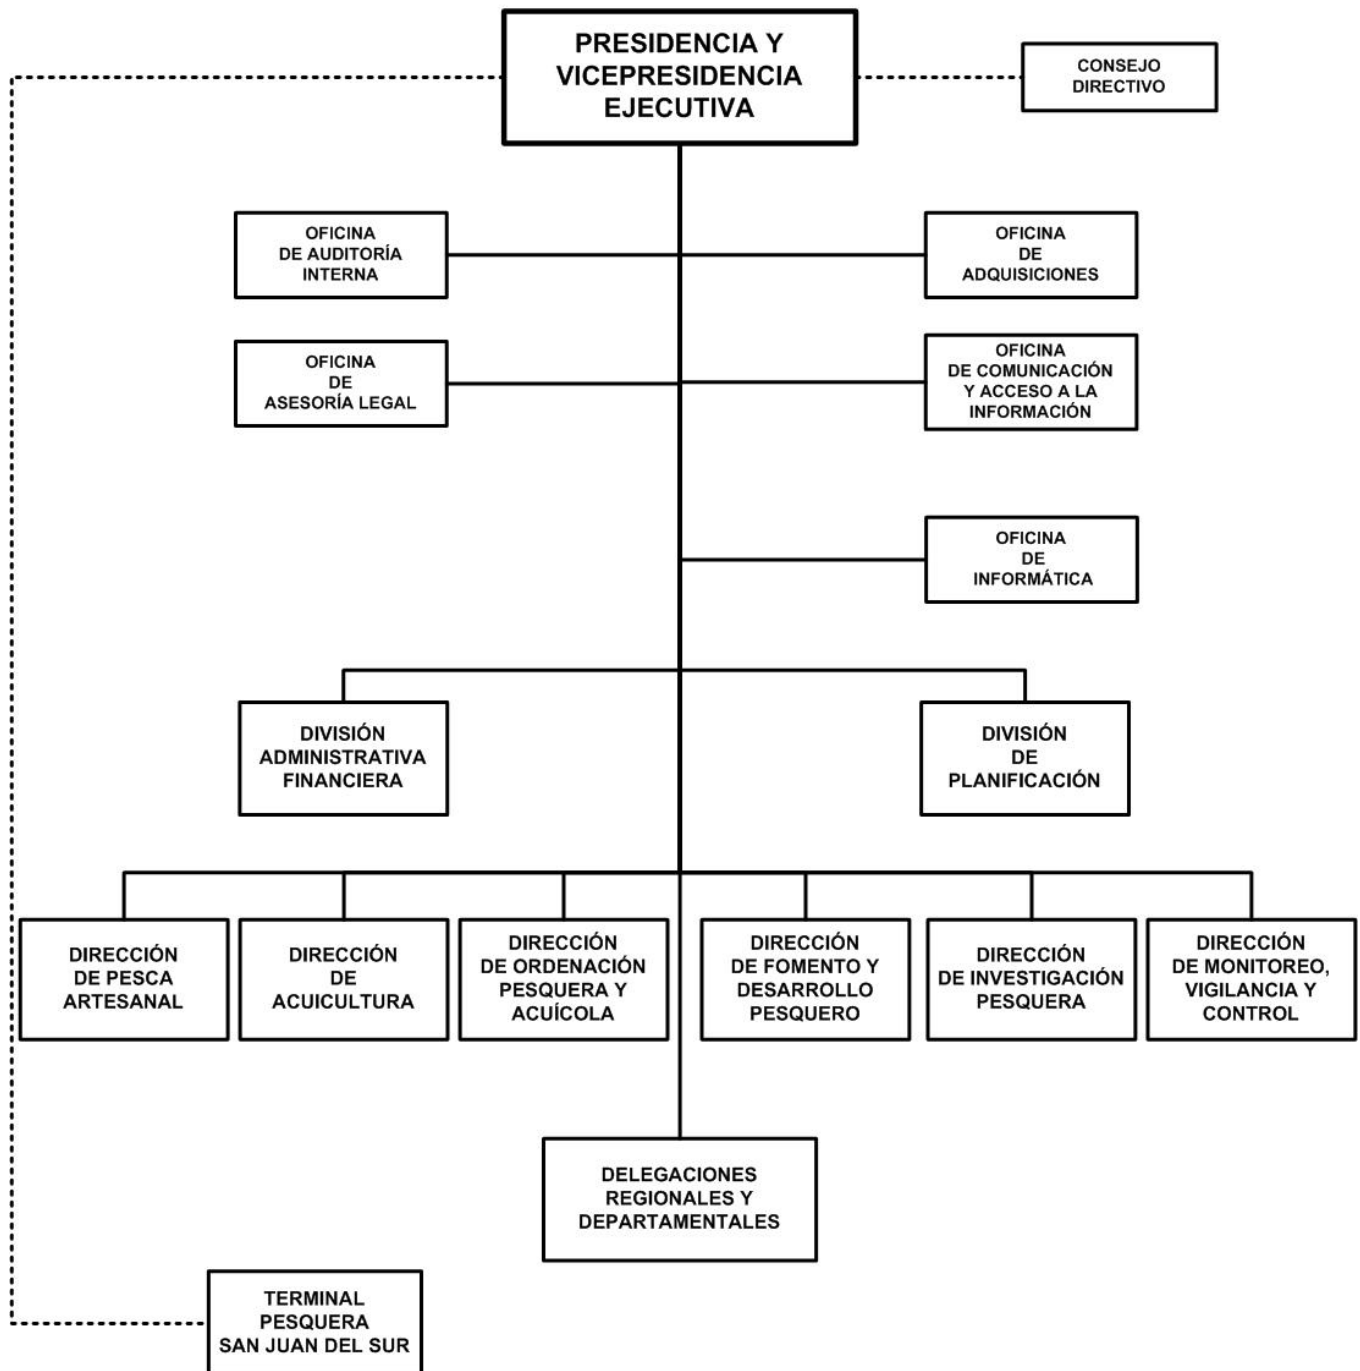 PRESIDENCIA Y
VICEPRESIDENCIA
EJECUTIVA
CONSEJO
DIRECTIVO
OFICINA
DE AUDITORÍA
INTERNA
OFICINA
DE
ADQUISICIONES
OFICINA
DE
ASESORÍA LEGAL
OFICINA
DE COMUNICACIÓN
Y ACCESO A LA
INFORMACIÓN
OFICINA
DE
INFORMÁTICA
DIVISIÓN
ADMINISTRATIVA
FINANCIERA
DIVISIÓN
DE
PLANIFICACIÓN
DIRECCIÓN
DE PESCA
ARTESANAL
DIRECCIÓN
DE
ACUICULTURA
DIRECCIÓN
DE ORDENACIÓN
PESQUERA Y
ACUÍCOLA
DIRECCIÓN
DE FOMENTO Y
DESARROLLO
PESQUERO
DIRECCIÓN
DE INVESTIGACIÓN
PESQUERA
DIRECCIÓN
DE MONITOREO,
VIGILANCIA Y
CONTROL
DELEGACIONES
REGIONALES Y
DEPARTAMENTALES
TERMINAL
PESQUERA
SAN JUAN DEL SUR